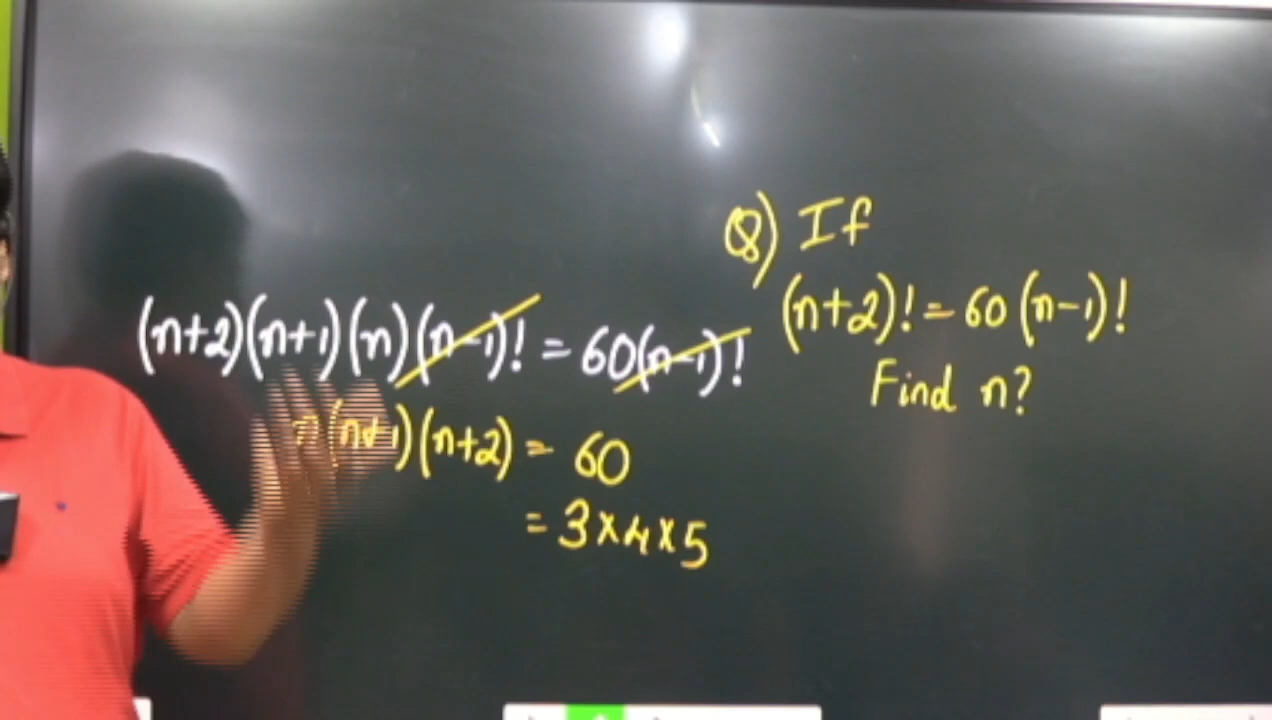 Q) If
(n+2)! = 60 (n-1)!
Find n?
(n+2)(n+1)(n)(n-1)! = 60(n-1)!
n(n+1)(n+2) = 60
= 3×4×5